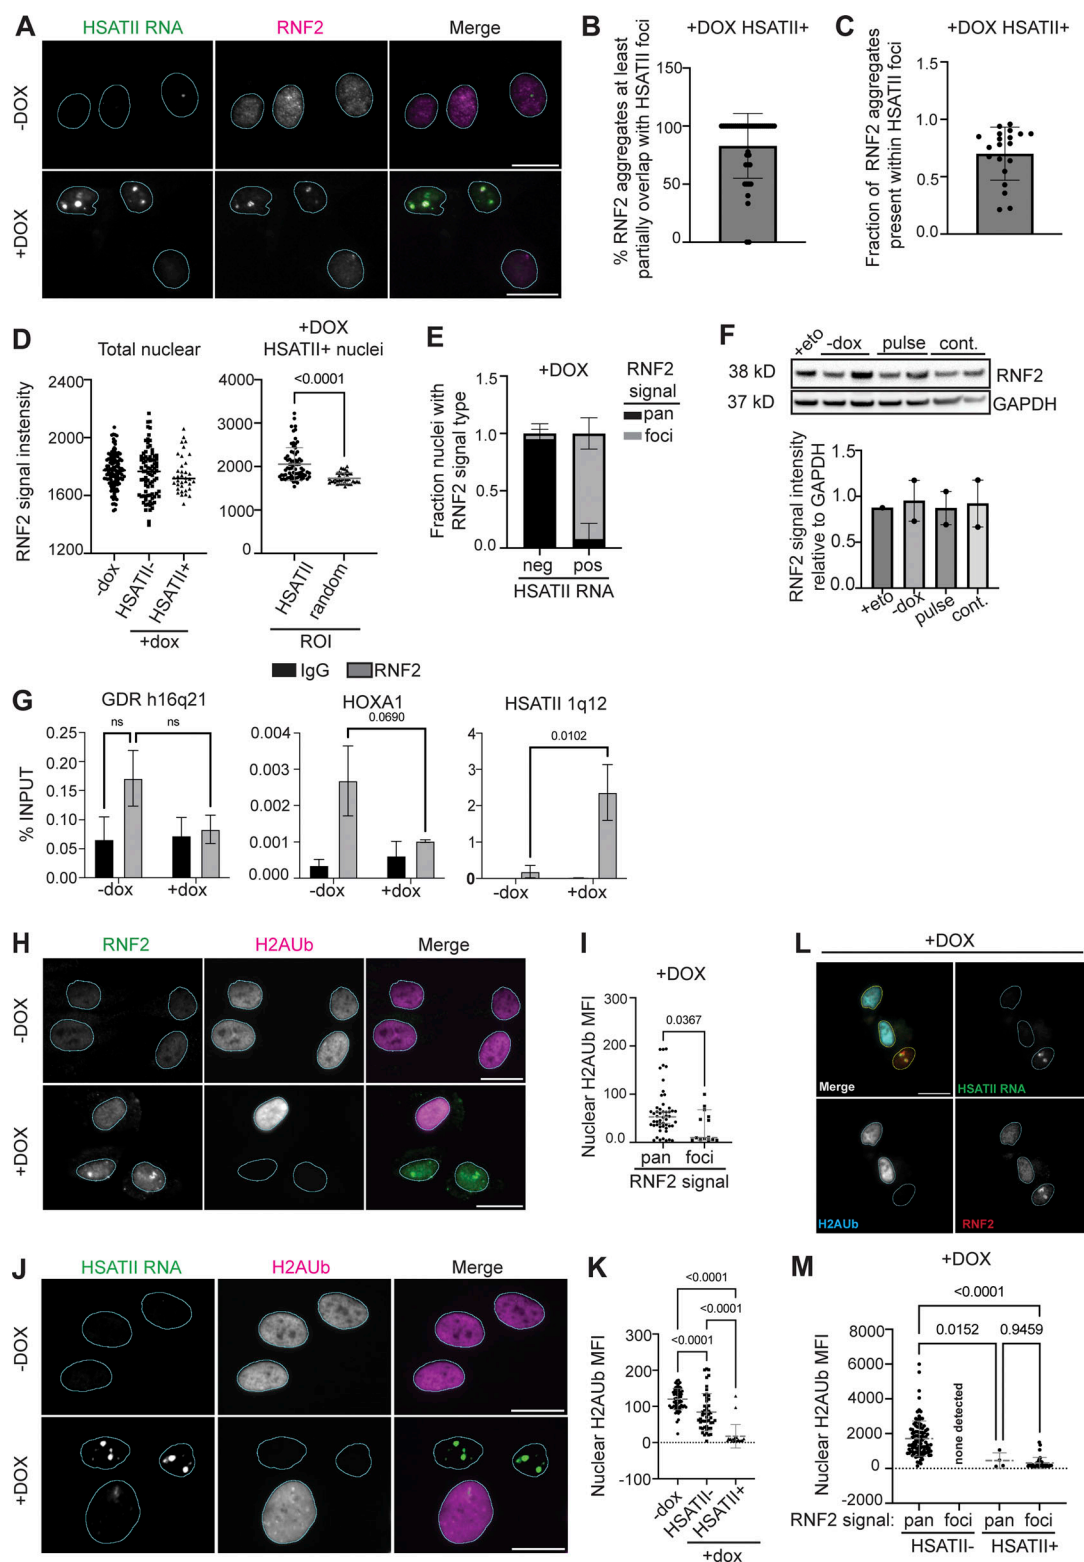 A
HSATII RNA
RNF2
Merge
-DOX
+DOX
B
+DOX HSATII+
% RNF2 aggregates at least
partially overlap with HSATII foci
150
100
50
0
C
+DOX HSATII+
Fraction of RNF2 aggregates
present within HSATII foci
1.5
1.0
0.5
0.0
D
Total nuclear
RNF2 signal instensity
2400
2000
1600
1200
-dox
HSATII-
HSATII+
+dox
+DOX
HSATII+ nuclei
<0.0001
4000
3000
2000
1000
0
HSATII
random
ROI
E
+DOX
RNF2
signal
pan
foci
Fraction nuclei with
RNF2 signal type
1.5
1.0
0.5
0.0
neg
pos
HSATII RNA
F
+eto
-dox
pulse
cont.
38 kD
RNF2
37 kD
GAPDH
RNF2 signal intensity
relative to GAPDH
1.5
1.0
0.5
0.0
+eto
-dox
pulse
cont.
IgG
RNF2
G
GDR h16q21
ns
ns
% INPUT
0.25
0.20
0.15
0.10
0.05
0.00
-dox
+dox
HOXA1
0.0690
0.004
0.003
0.002
0.001
0.000
-dox
+dox
HSATII 1q12
0.0102
4
3
2
1
0
-dox
+dox
H
RNF2
H2AUb
Merge
-DOX
+DOX
I
+DOX
Nuclear H2AUb MFI
0.0367
300
200
100
0.0
pan
foci
RNF2 signal
L
+DOX
Merge
HSATII RNA
H2AUb
RNF2
J
HSATII RNA
H2AUb
Merge
-DOX
+DOX
K
Nuclear H2AUb MFI
<0.0001
<0.0001
<0.0001
300
200
100
0
-100
-dox
HSATII-
HSATII+
+dox
M
+DOX
Nuclear H2AUb MFI
<0.0001
0.0152
0.9459
8000
6000
4000
2000
0
-2000
none detected
RNF2 signal:
pan
foci
pan
foci
HSATII-
HSATII+